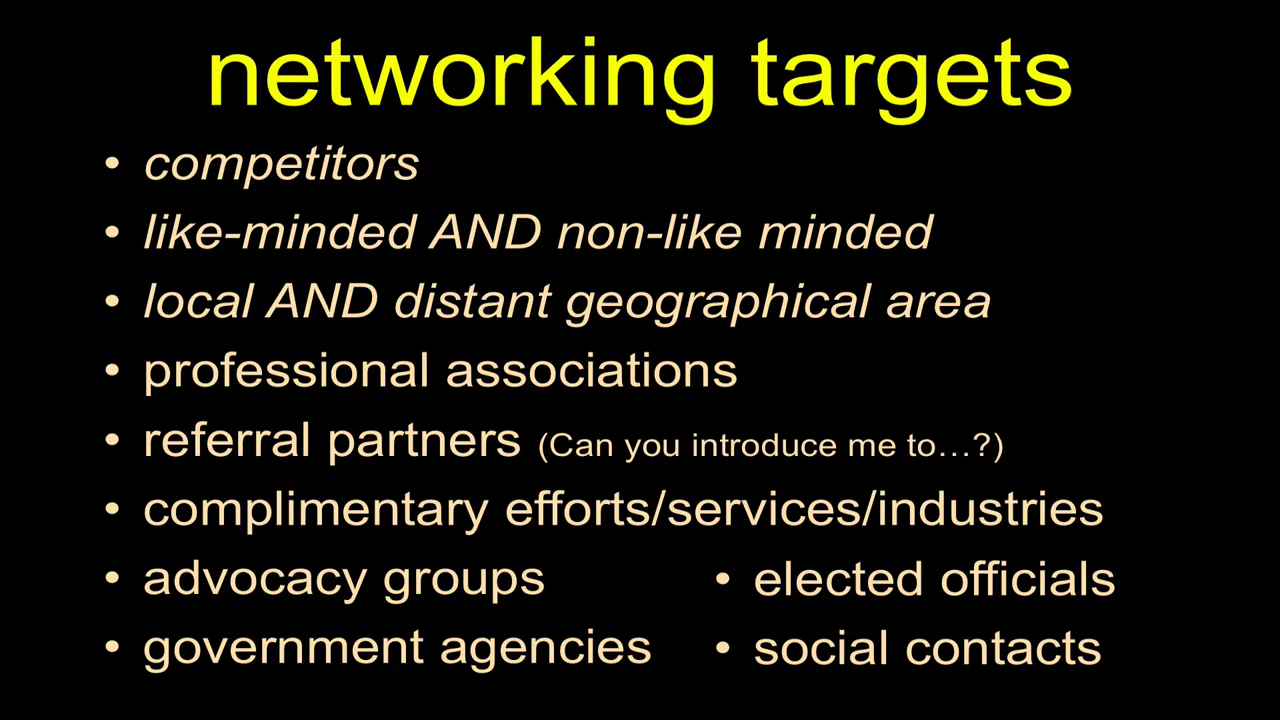 networking targets
• competitors
• like-minded AND non-like minded
• local AND distant geographical area
• professional associations
• referral partners (Can you introduce me to…?)
• complimentary efforts/services/industries
• advocacy groups
• elected officials
• government agencies
• social contacts